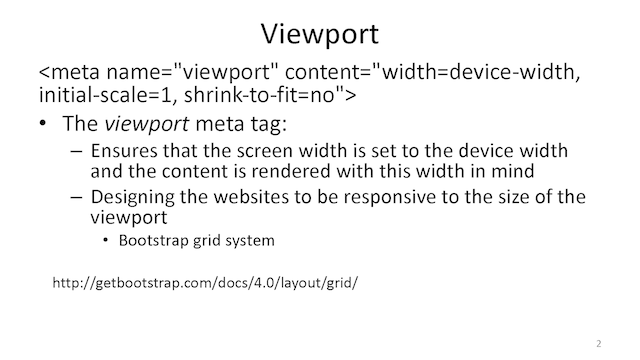 Viewport
<meta name="viewport" content="width=device-width,
initial-scale=1, shrink-to-fit=no">
• The viewport meta tag:
– Ensures that the screen width is set to the device width
and the content is rendered with this width in mind
– Designing the websites to be responsive to the size of the
viewport
• Bootstrap grid system
http://getbootstrap.com/docs/4.0/layout/grid/
2